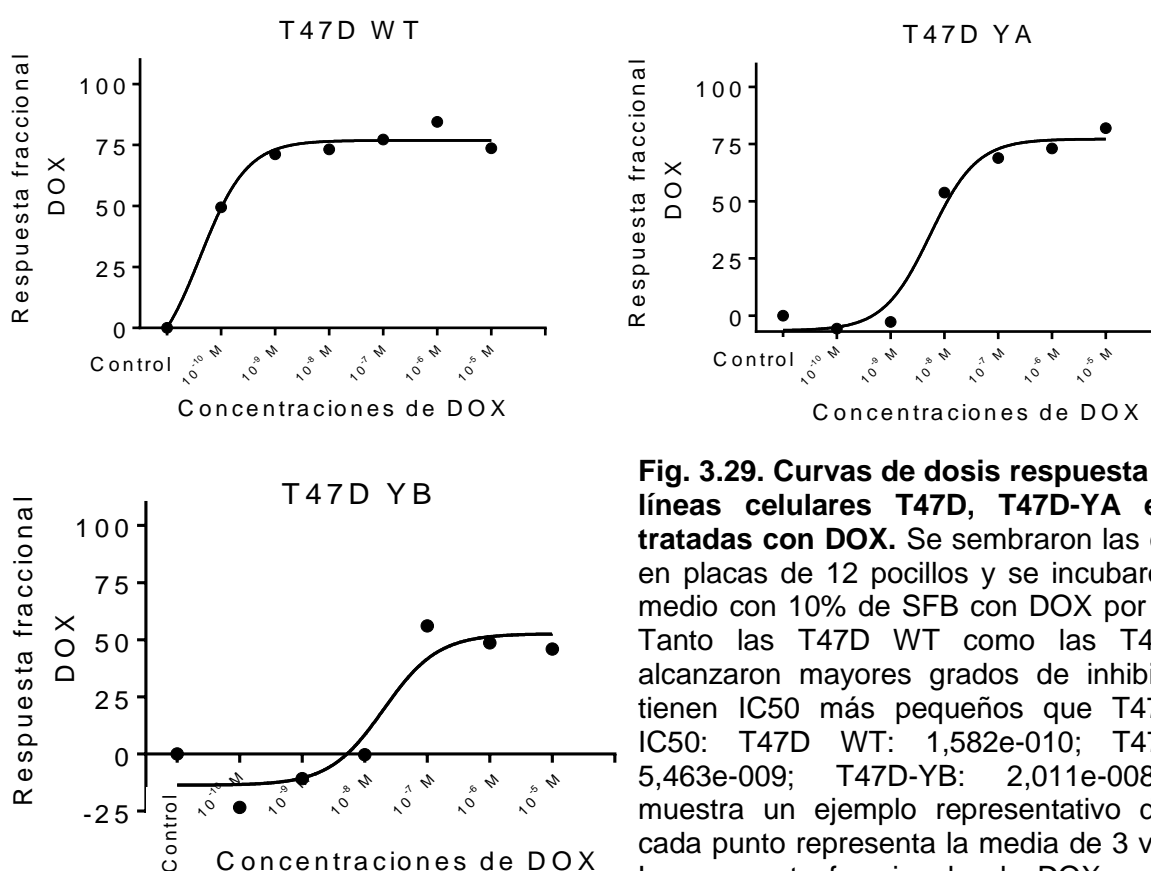 T47D WT
Respuesta fraccional
DOX
100
75
50
25
0
Control
10⁻¹⁰ M
10⁻⁹ M
10⁻⁸ M
10⁻⁷ M
10⁻⁶ M
10⁻⁵ M
Concentraciones de DOX
T47D YA
Respuesta fraccional
DOX
100
75
50
25
0
Control
10⁻¹⁰ M
10⁻⁹ M
10⁻⁸ M
10⁻⁷ M
10⁻⁶ M
10⁻⁵ M
Concentraciones de DOX
T47D YB
Respuesta fraccional
DOX
100
75
50
25
0
-25
Control
10⁻¹⁰ M
10⁻⁹ M
10⁻⁸ M
10⁻⁷ M
10⁻⁶ M
10⁻⁵ M
Concentraciones de DOX
Fig. 3.29. Curvas de dosis respuesta
líneas celulares T47D, T47D-YA
tratadas con DOX. Se sembraron las
en placas de 12 pocillos y se
medio con 10% de SFB con DOX por
Tanto las T47D WT como las
alcanzaron mayores grados de
tienen IC50 más pequeños que
IC50: T47D WT: 1,582e-010;
5,463e-009; T47D-YB: 2,011e-008
muestra un ejemplo representativo
cada punto representa la media de 3